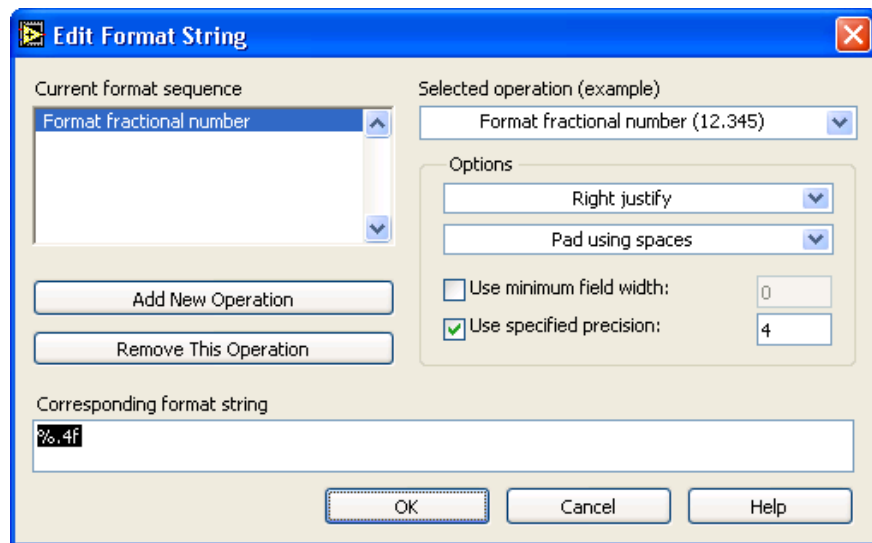 Edit Format String
Current format sequence
Format fractional number
Selected operation (example)
Format fractional number (12.345)
Options
Right justify
Pad using spaces
Use minimum field width: 0
Use specified precision: 4
Add New Operation
Remove This Operation
Corresponding format string
%.4f
OK Cancel Help